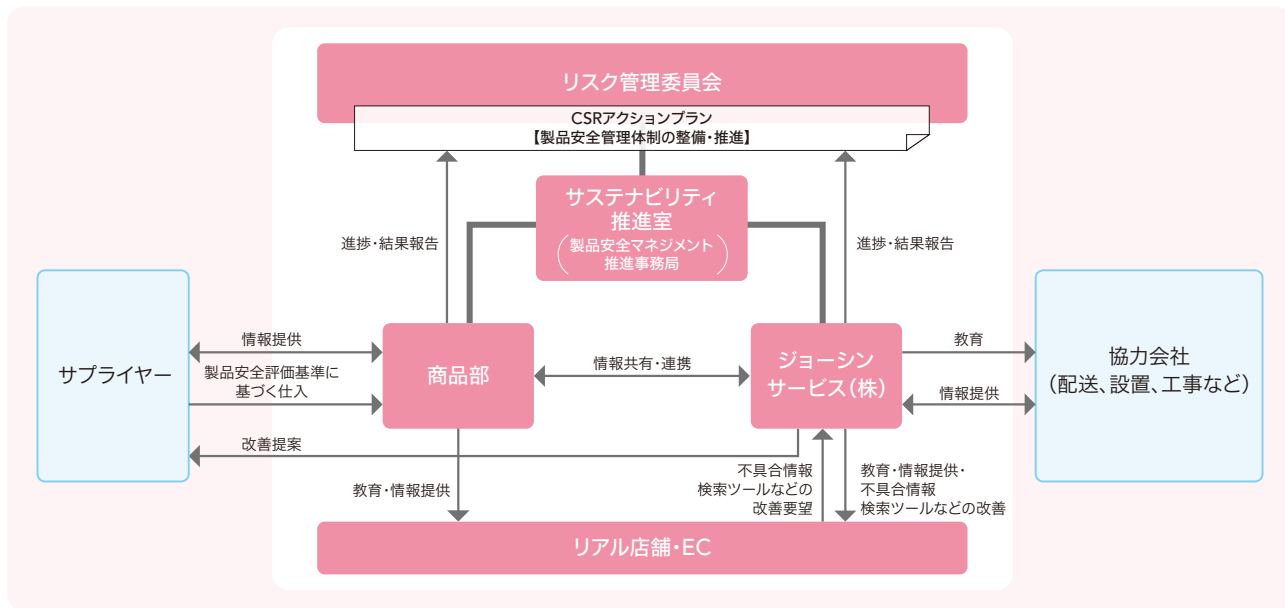 リスク管理委員会
CSRアクションプラン
【製品安全管理体制の整備・推進】
サステナビリティ
推進室
(製品安全マネジメント
推進事務局)
進捗・結果報告
進捗・結果報告
サプライヤー
情報提供
製品安全評価基準に
基づく仕入
改善提案
商品部
情報共有・連携
ジョーシン
サービス(株)
教育
情報提供
協力会社
(配送、設置、工事など)
教育・情報提供
不具合情報
検索ツールなどの
改善要望
教育・情報提供・
不具合情報
検索ツールなどの改善
リアル店舗・EC